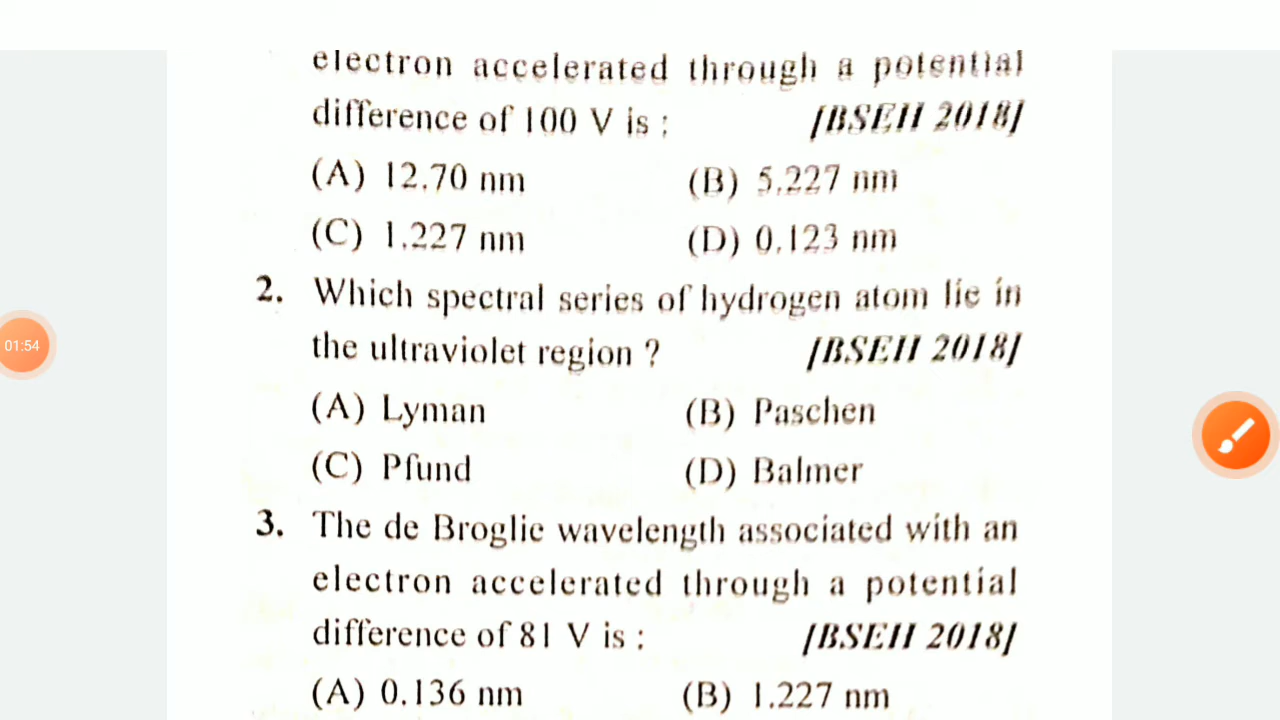 electron accelerated through a potential
difference of 100 V is : [BSEH 2018]
(A) 12.70 nm (B) 5.227 nm
(C) 1.227 nm (D) 0.123 nm
2. Which spectral series of hydrogen atom lie in
the ultraviolet region ? [BSEH 2018]
(A) Lyman (B) Paschen
(C) Pfund (D) Balmer
01:54
3. The de Broglie wavelength associated with an
electron accelerated through a potential
difference of 81 V is : [BSEH 2018]
(A) 0.136 nm (B) 1.227 nm